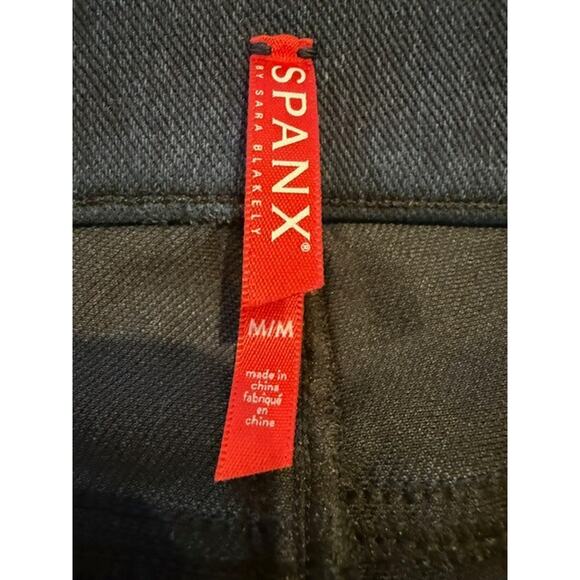 SPANX®
BY SARA BLAKELY
M/M
made in
china
fabriqué
en
chine